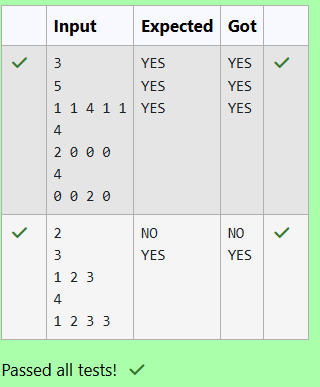 Input Expected Got
3 YES YES
5 YES YES
1 1 4 1 1 YES YES
4
2 0 0 0
4
0 0 2 0
2 NO NO
3 YES YES
1 2 3
4
1 2 3 3
Passed all tests!